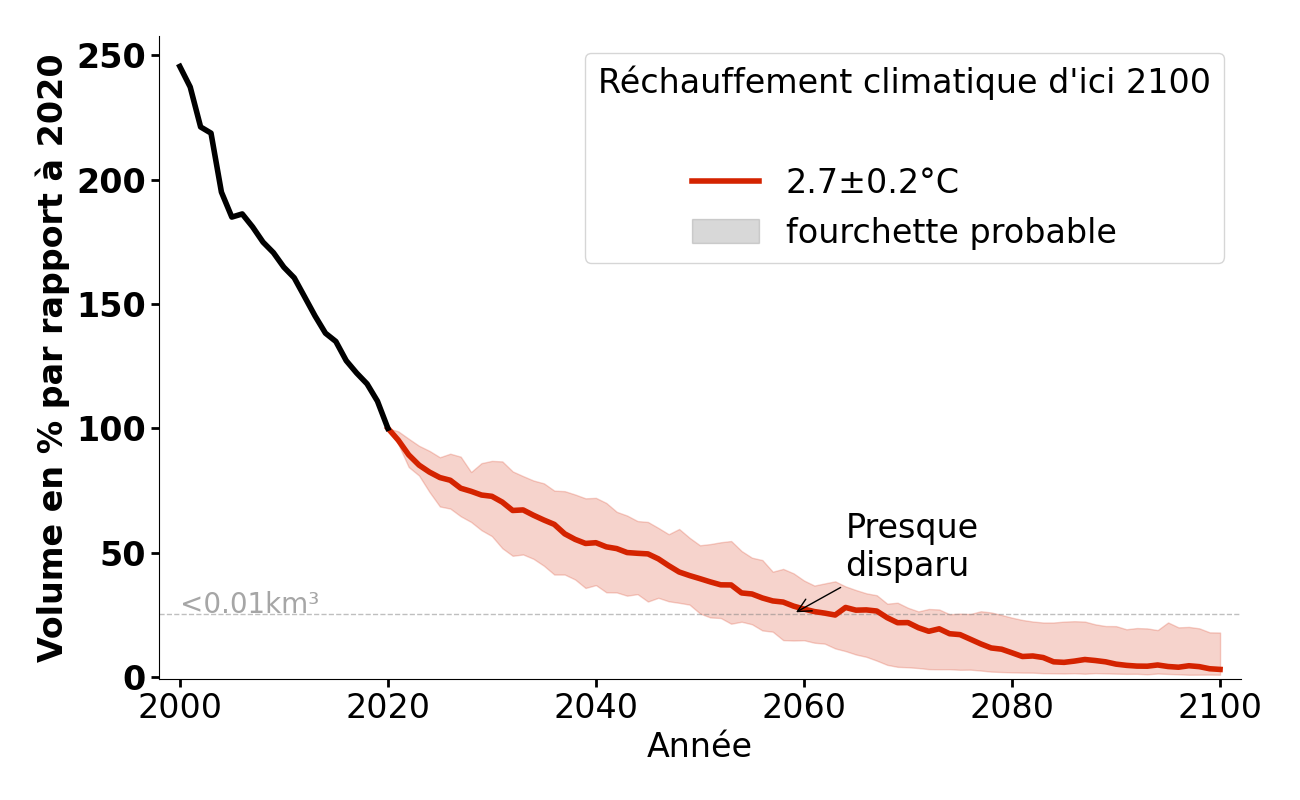 Volume en % par rapport à 2020
250
200
150
100
50
0
Réchauffement climatique d'ici 2100
2.7±0.2°C
fourchette probable
Presque
disparu
<0.01km³
2000
2020
2040
2060
2080
2100
Année